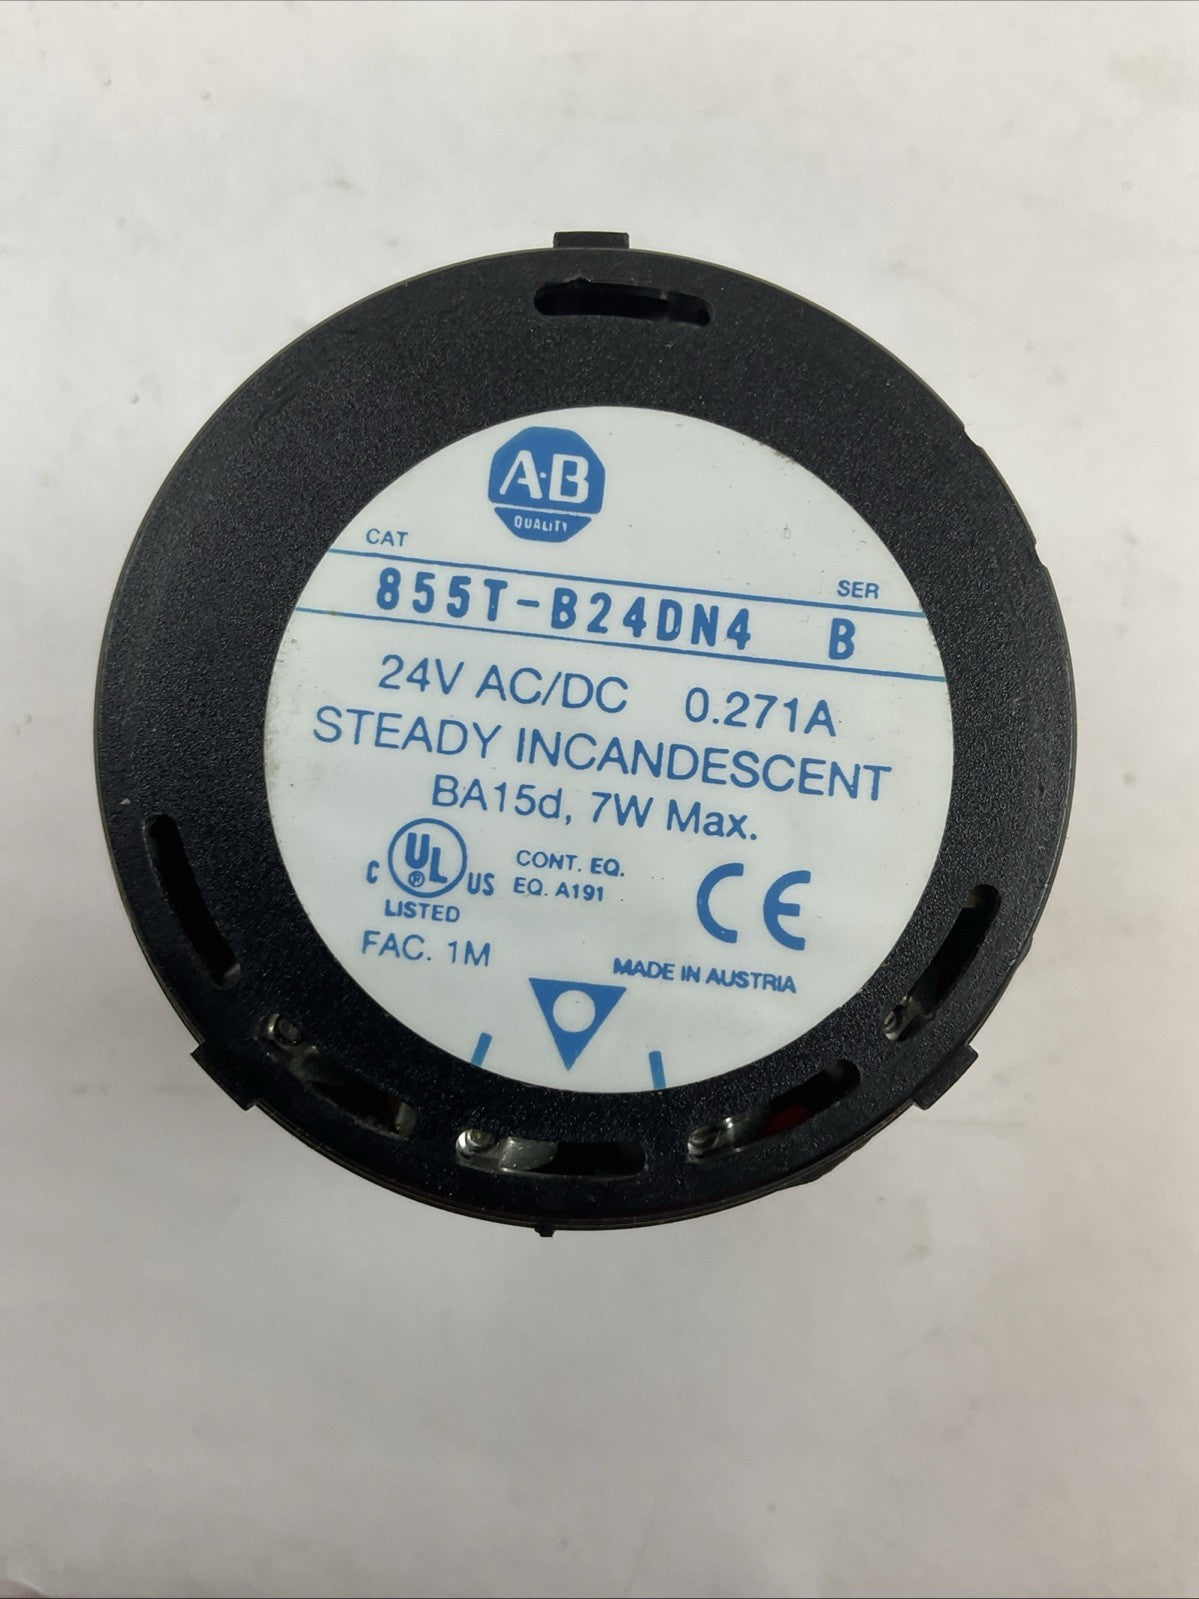 A·B
QUALITY
CAT
SER
855T-B24DN4 B
24V AC/DC 0.271A
STEADY INCANDESCENT
BA15d, 7W Max.
C UL ® US
LISTED
CONT. EQ.
EQ. A191
CE
FAC. 1M
MADE IN AUSTRIA